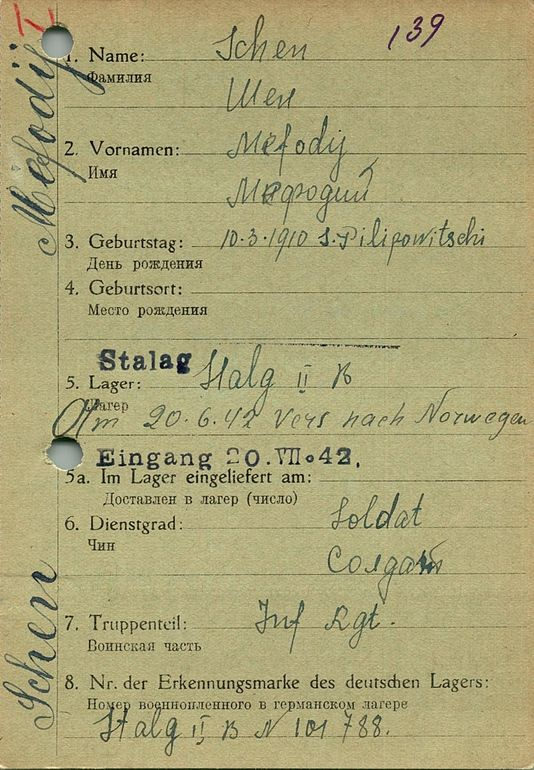 139
1. Name: Schen
Фамилия
Шен
2. Vornamen: Mefodij
Имя
Мефодий
3. Geburtstag: 10.3.1910 S. Pilipowitschi
День рождения
4. Geburtsort:
Место рождения
Stalag
5. Lager: Stalg II B
Лагерь
Am 20.6.42 vers nach Norwegen
Eingang 20.VII.42.
5a. Im Lager eingeliefert am:
Доставлен в лагерь (число)
6. Dienstgrad: Soldat
Чин
Солдат
7. Truppenteil: Inf Rgt.
Воинская часть
8. Nr. der Erkennungsmarke des deutschen Lagers:
Номер военнопленного в германском лагере
Stalg II B N 101 788.
Schen Mefodij